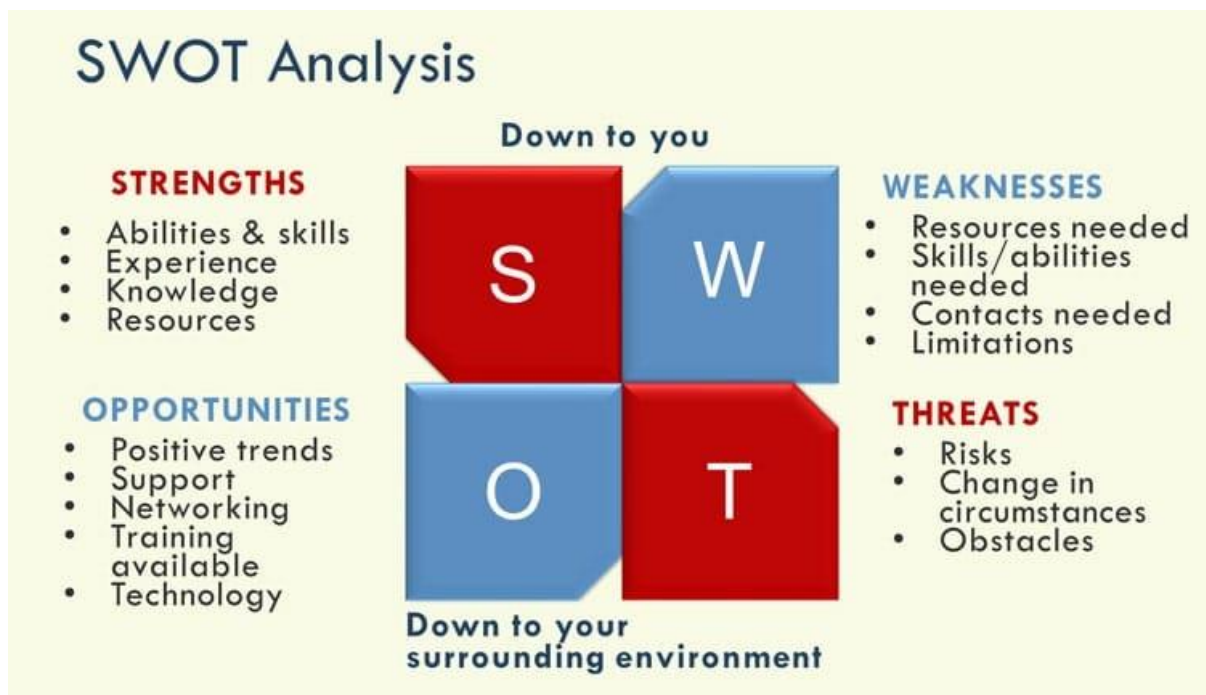 SWOT Analysis
Down to you
STRENGTHS
• Abilities & skills
• Experience
• Knowledge
• Resources
S
W
WEAKNESSES
• Resources needed
• Skills/abilities
needed
• Contacts needed
• Limitations
OPPORTUNITIES
• Positive trends
• Support
• Networking
• Training
available
• Technology
O
T
THREATS
• Risks
• Change in
circumstances
• Obstacles
Down to your
surrounding environment